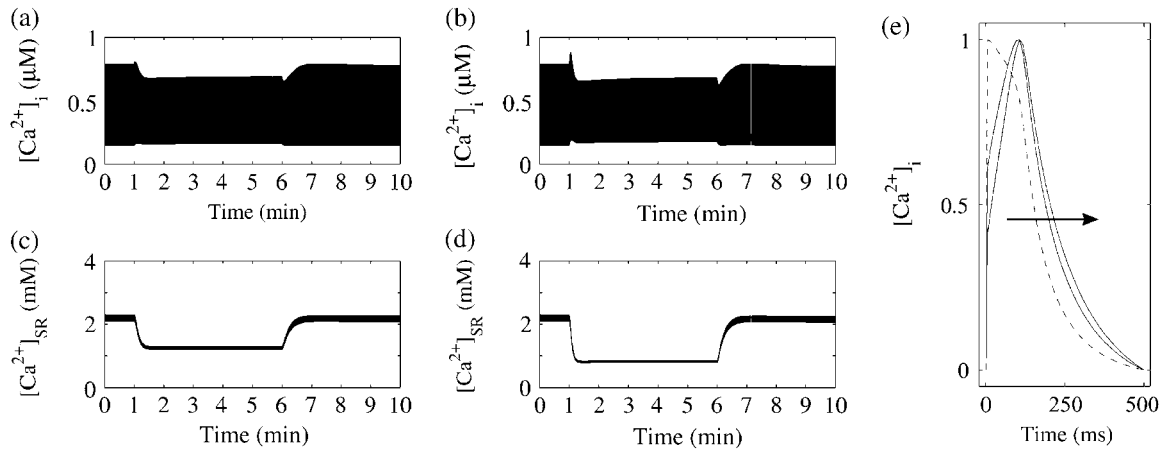 (a)
1
0.5
0
[Ca2+]i (μM)
0 1 2 3 4 5 6 7 8 9 10
Time (min)
(b)
1
0.5
0
[Ca2+]i (μM)
0 1 2 3 4 5 6 7 8 9 10
Time (min)
(c)
4
2
0
[Ca2+]SR (mM)
0 1 2 3 4 5 6 7 8 9 10
Time (min)
(d)
4
2
0
[Ca2+]SR (mM)
0 1 2 3 4 5 6 7 8 9 10
Time (min)
(e)
1
0.5
0
[Ca2+]i
0 250 500
Time (ms)